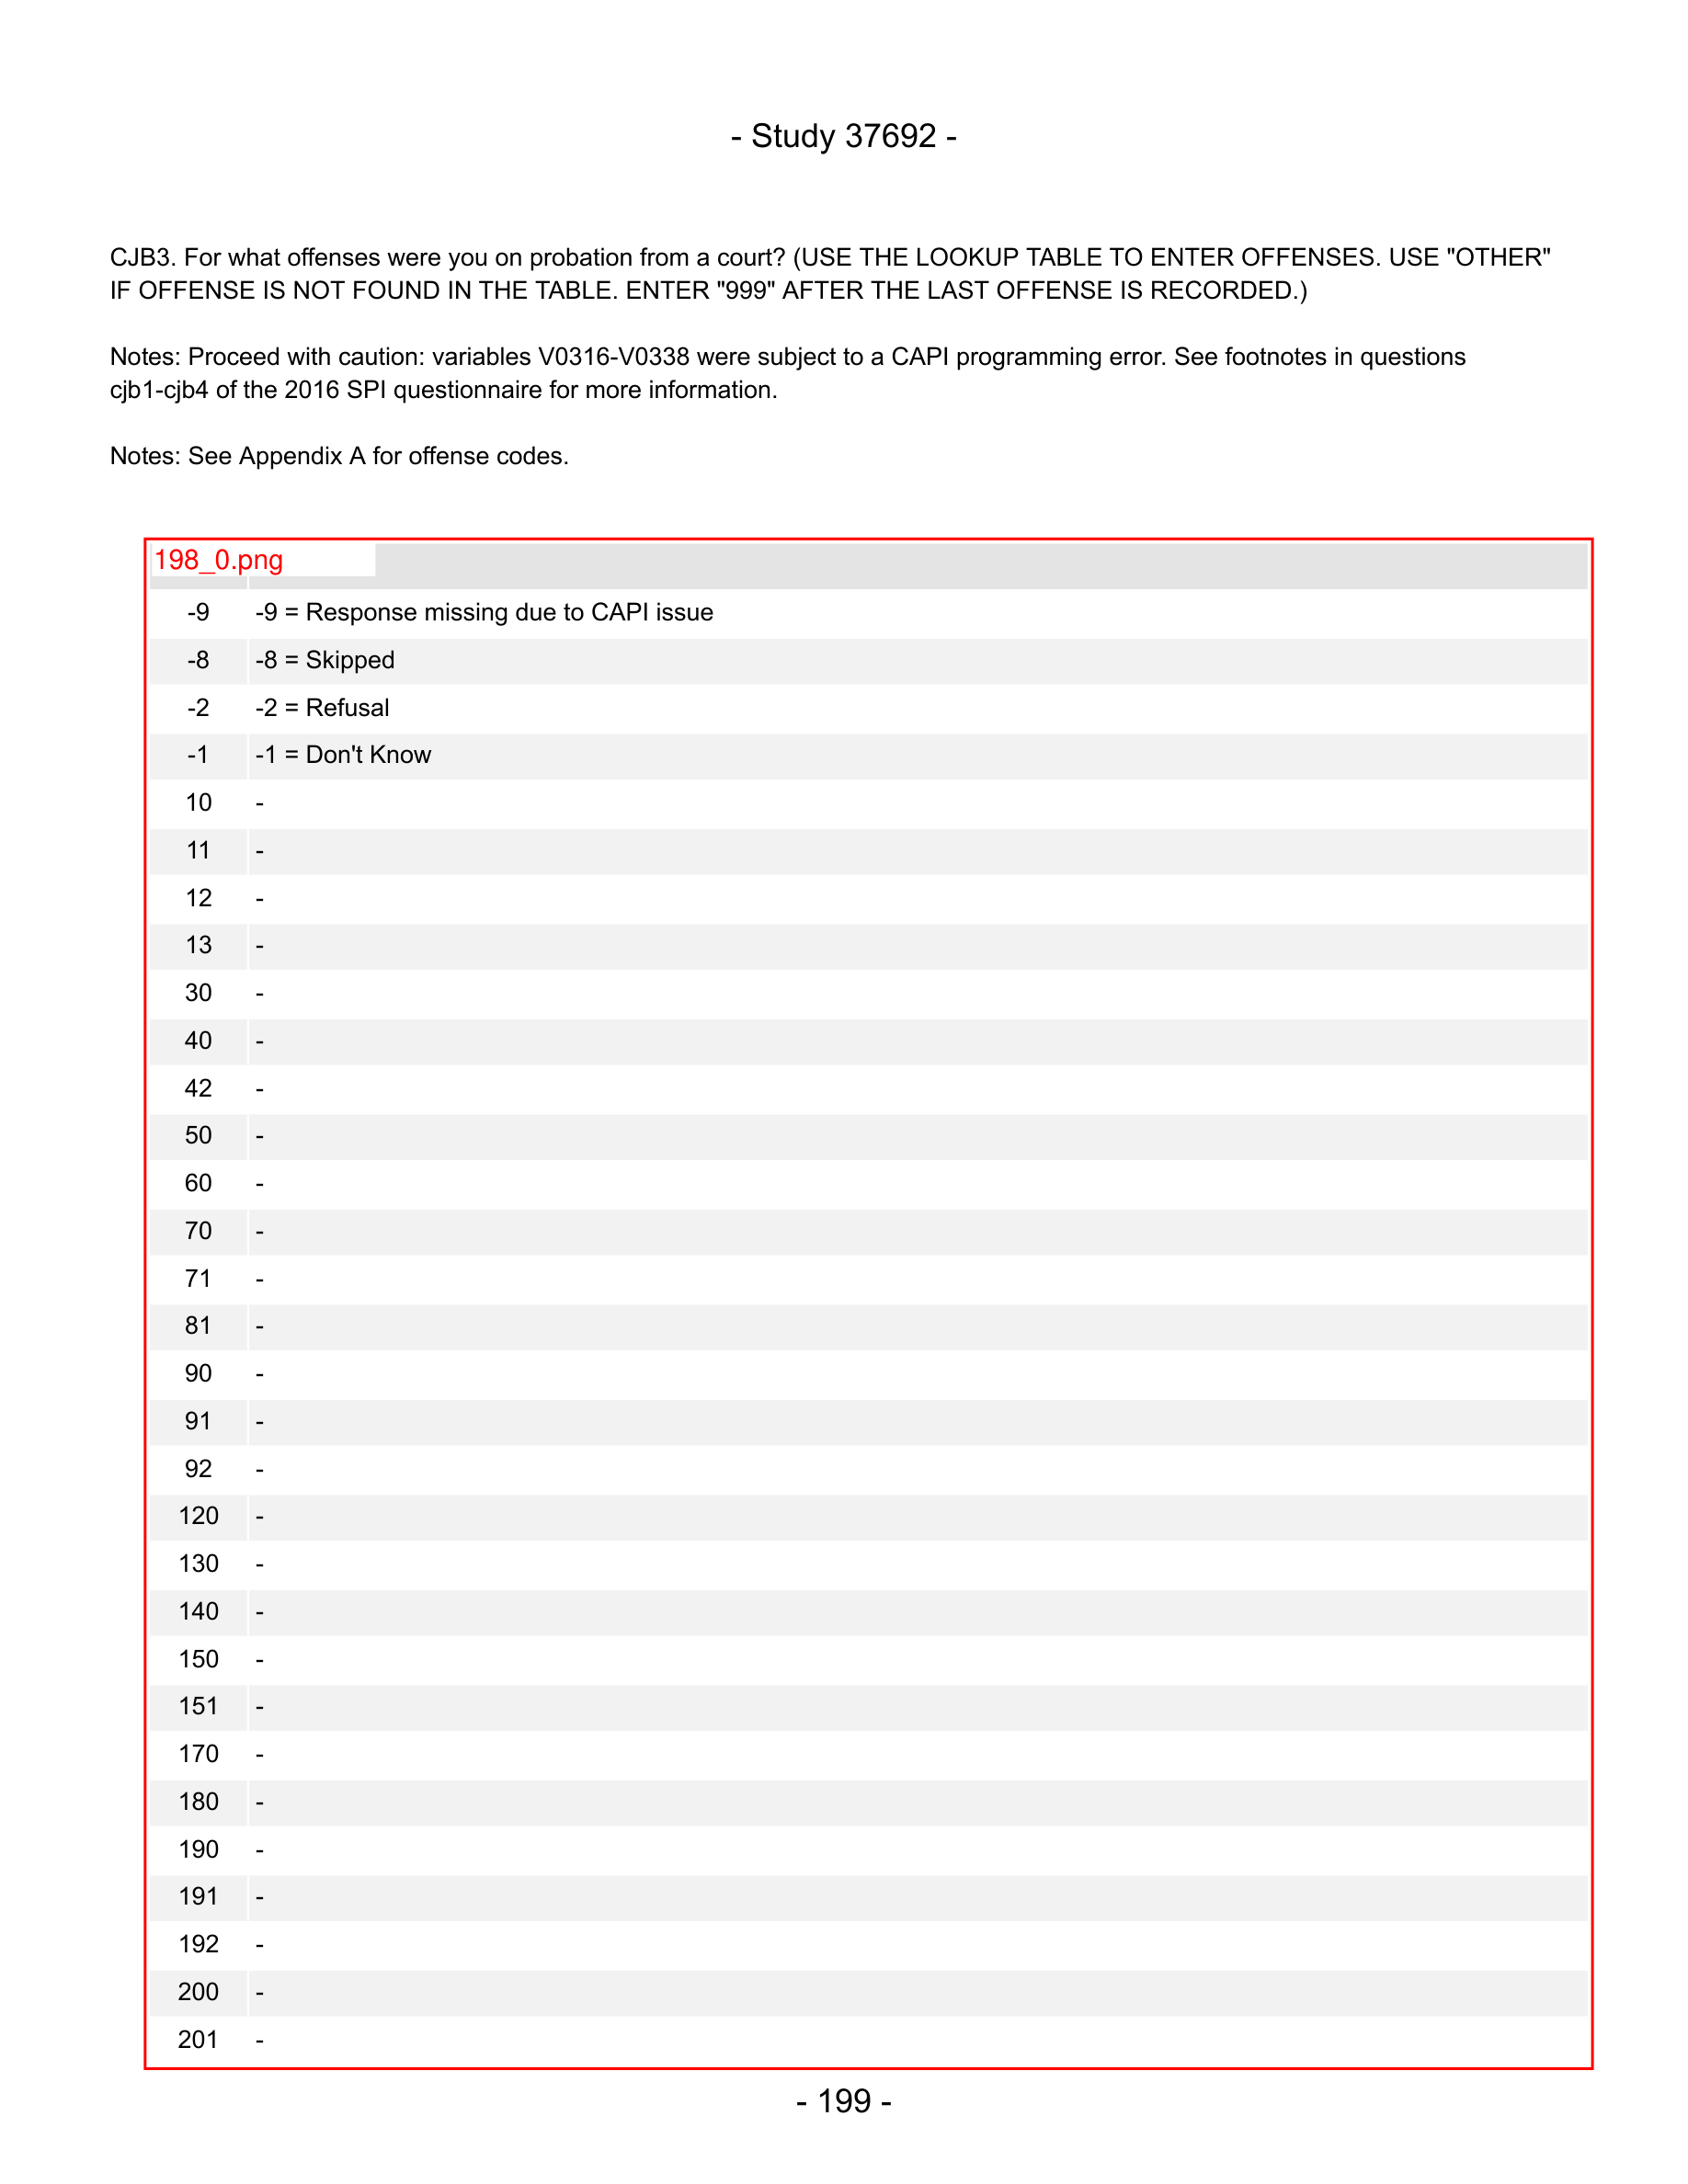 - Study 37692 -
CJB3. For what offenses were you on probation from a court? (USE THE LOOKUP TABLE TO ENTER OFFENSES. USE "OTHER"
IF OFFENSE IS NOT FOUND IN THE TABLE. ENTER "999" AFTER THE LAST OFFENSE IS RECORDED.)
Notes: Proceed with caution: variables V0316-V0338 were subject to a CAPI programming error. See footnotes in questions
cjb1-cjb4 of the 2016 SPI questionnaire for more information.
Notes: See Appendix A for offense codes.
198_0.png
-9 -9 = Response missing due to CAPI issue
-8 -8 = Skipped
-2 -2 = Refusal
-1 -1 = Don't Know
10 -
11 -
12 -
13 -
30 -
40 -
42 -
50 -
60 -
70 -
71 -
81 -
90 -
91 -
92 -
120 -
130 -
140 -
150 -
151 -
170 -
180 -
190 -
191 -
192 -
200 -
201 -
- 199 -